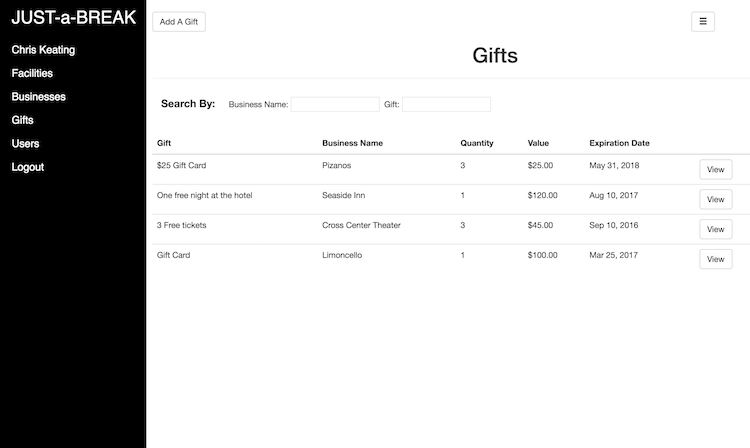 JUST-a-BREAK
Chris Keating
Facilities
Businesses
Gifts
Users
Logout
Add A Gift
☰
Gifts
Search By: Business Name: Gift:
Gift Business Name Quantity Value Expiration Date
$25 Gift Card Pizanos 3 $25.00 May 31, 2018 View
One free night at the hotel Seaside Inn 1 $120.00 Aug 10, 2017 View
3 Free tickets Cross Center Theater 3 $45.00 Sep 10, 2016 View
Gift Card Limoncello 1 $100.00 Mar 25, 2017 View